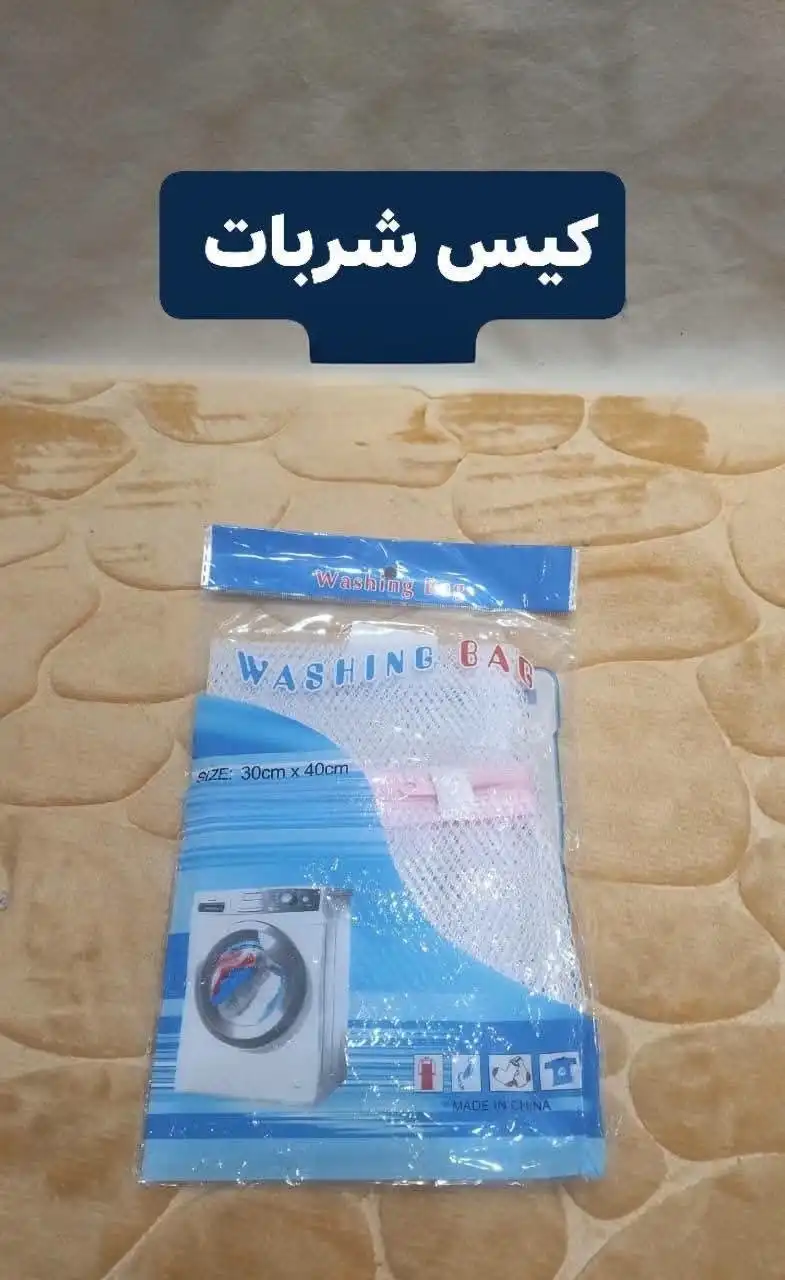 كيس شربات
Washing Bag
WASHING BAG
SIZE: 30cm x 40cm
MADE IN CHINA